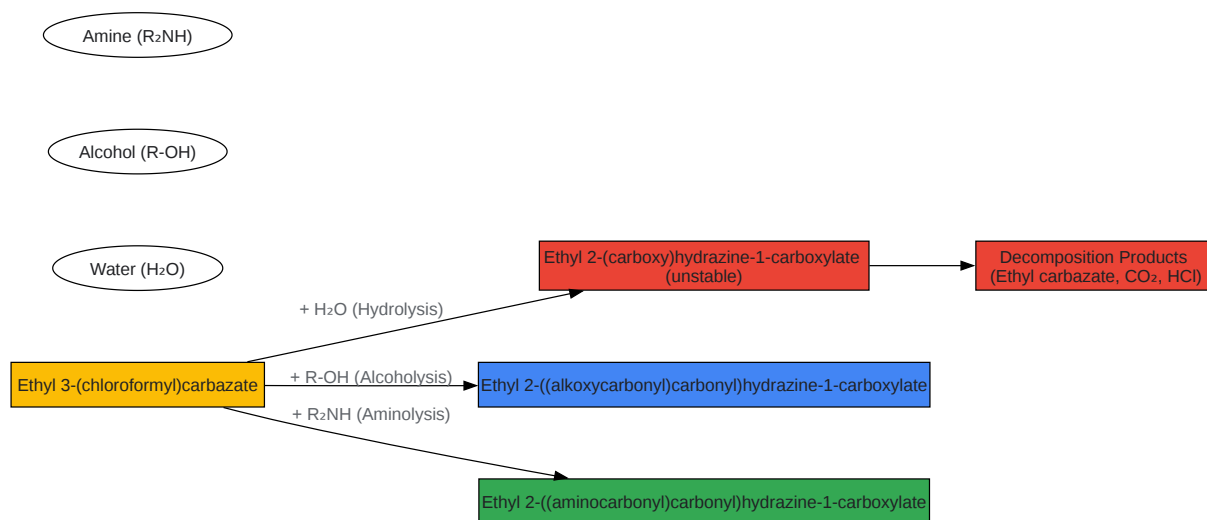 Amine (R₂NH)
Alcohol (R-OH)
Water (H₂O)
Ethyl 2-(carboxy)hydrazine-1-carboxylate
(unstable)
Decomposition Products
(Ethyl carbazate, CO₂, HCl)
+ H₂O (Hydrolysis)
Ethyl 3-(chloroformyl)carbazate
+ R-OH (Alcoholysis)
Ethyl 2-((alkoxycarbonyl)carbonyl)hydrazine-1-carboxylate
+ R₂NH (Aminolysis)
Ethyl 2-((aminocarbonyl)carbonyl)hydrazine-1-carboxylate